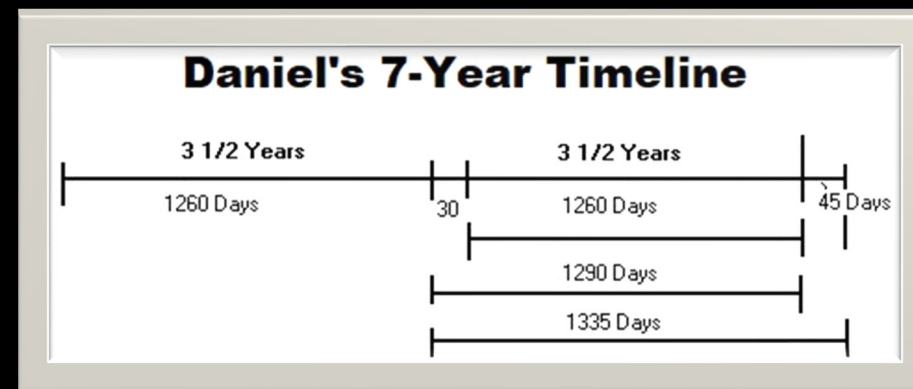 Daniel's 7-Year Timeline
3 1/2 Years 3 1/2 Years
1260 Days 30 1260 Days 45 Days
1290 Days
1335 Days